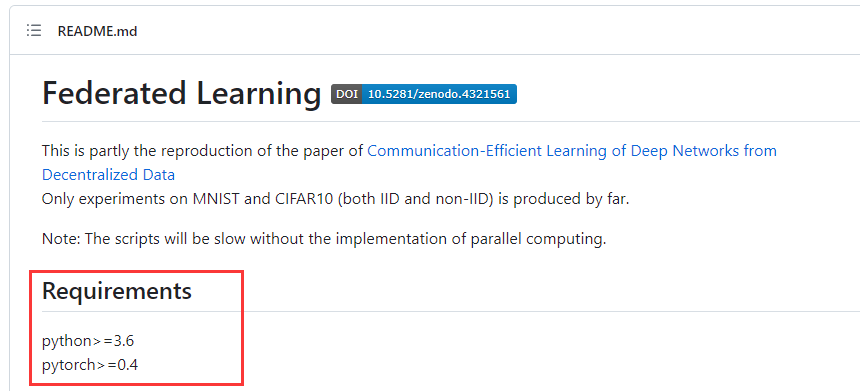 README.md
Federated Learning DOI 10.5281/zenodo.4321561
This is partly the reproduction of the paper of Communication-Efficient Learning of Deep Networks from
Decentralized Data
Only experiments on MNIST and CIFAR10 (both IID and non-IID) is produced by far.
Note: The scripts will be slow without the implementation of parallel computing.
Requirements
python>=3.6
pytorch>=0.4